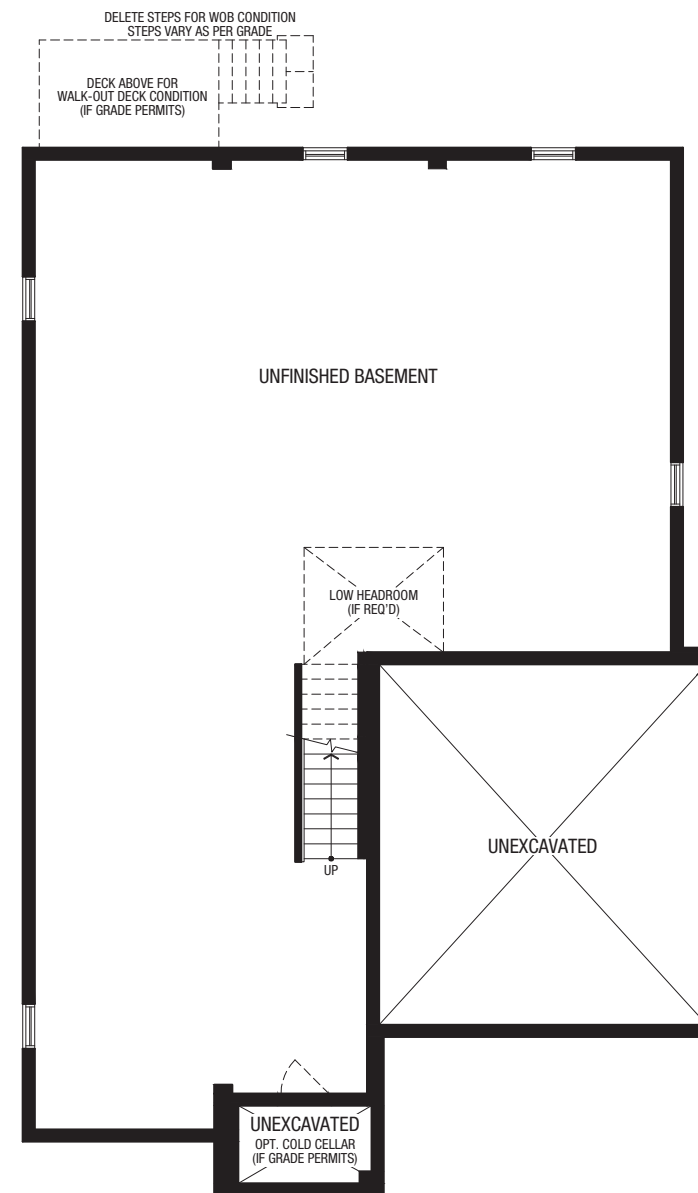 DELETE STEPS FOR WOB CONDITION
STEPS VARY AS PER GRADE
DECK ABOVE FOR
WALK-OUT DECK CONDITION
(IF GRADE PERMITS)
UNFINISHED BASEMENT
LOW HEADROOM
(IF REQ'D)
UNEXCAVATED
UP
UNEXCAVATED
OPT. COLD CELLAR
(IF GRADE PERMITS)